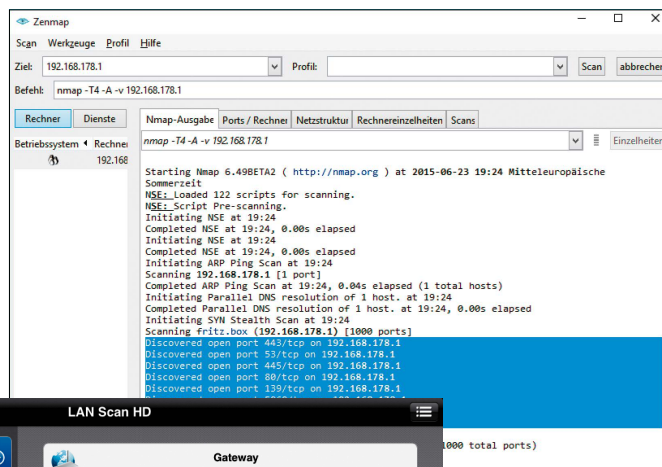 Zenmap
Scan Werkzeuge Profil Hilfe
Ziel: 192.168.178.1 Profil: Scan abbrechen
Befehl: nmap -T4 -A -v 192.168.178.1
Rechner Dienste
Nmap-Ausgabe Ports / Rechner Netzstruktur Rechnereinzelheiten Scans
Betriebssystem Rechner
192.168
nmap -T4 -A -v 192.168.178.1 Einzelheiten
Starting Nmap 6.49BETA2 ( http://nmap.org ) at 2015-06-23 19:24 Mitteleuropäische
Sommerzeit
NSE: Loaded 122 scripts for scanning.
NSE: Script Pre-scanning.
Initiating NSE at 19:24
Completed NSE at 19:24, 0.00s elapsed
Initiating NSE at 19:24
Completed NSE at 19:24, 0.00s elapsed
Initiating ARP Ping Scan at 19:24
Scanning 192.168.178.1 [1 port]
Completed ARP Ping Scan at 19:24, 0.04s elapsed (1 total hosts)
Initiating Parallel DNS resolution of 1 host. at 19:24
Completed Parallel DNS resolution of 1 host. at 19:24, 0.00s elapsed
Initiating SYN Stealth Scan at 19:24
Scanning fritz.box (192.168.178.1) [1000 ports]
Discovered open port 443/tcp on 192.168.178.1
Discovered open port 53/tcp on 192.168.178.1
Discovered open port 445/tcp on 192.168.178.1
Discovered open port 80/tcp on 192.168.178.1
Discovered open port 139/tcp on 192.168.178.1
LAN Scan HD
1000 total ports)
Gateway